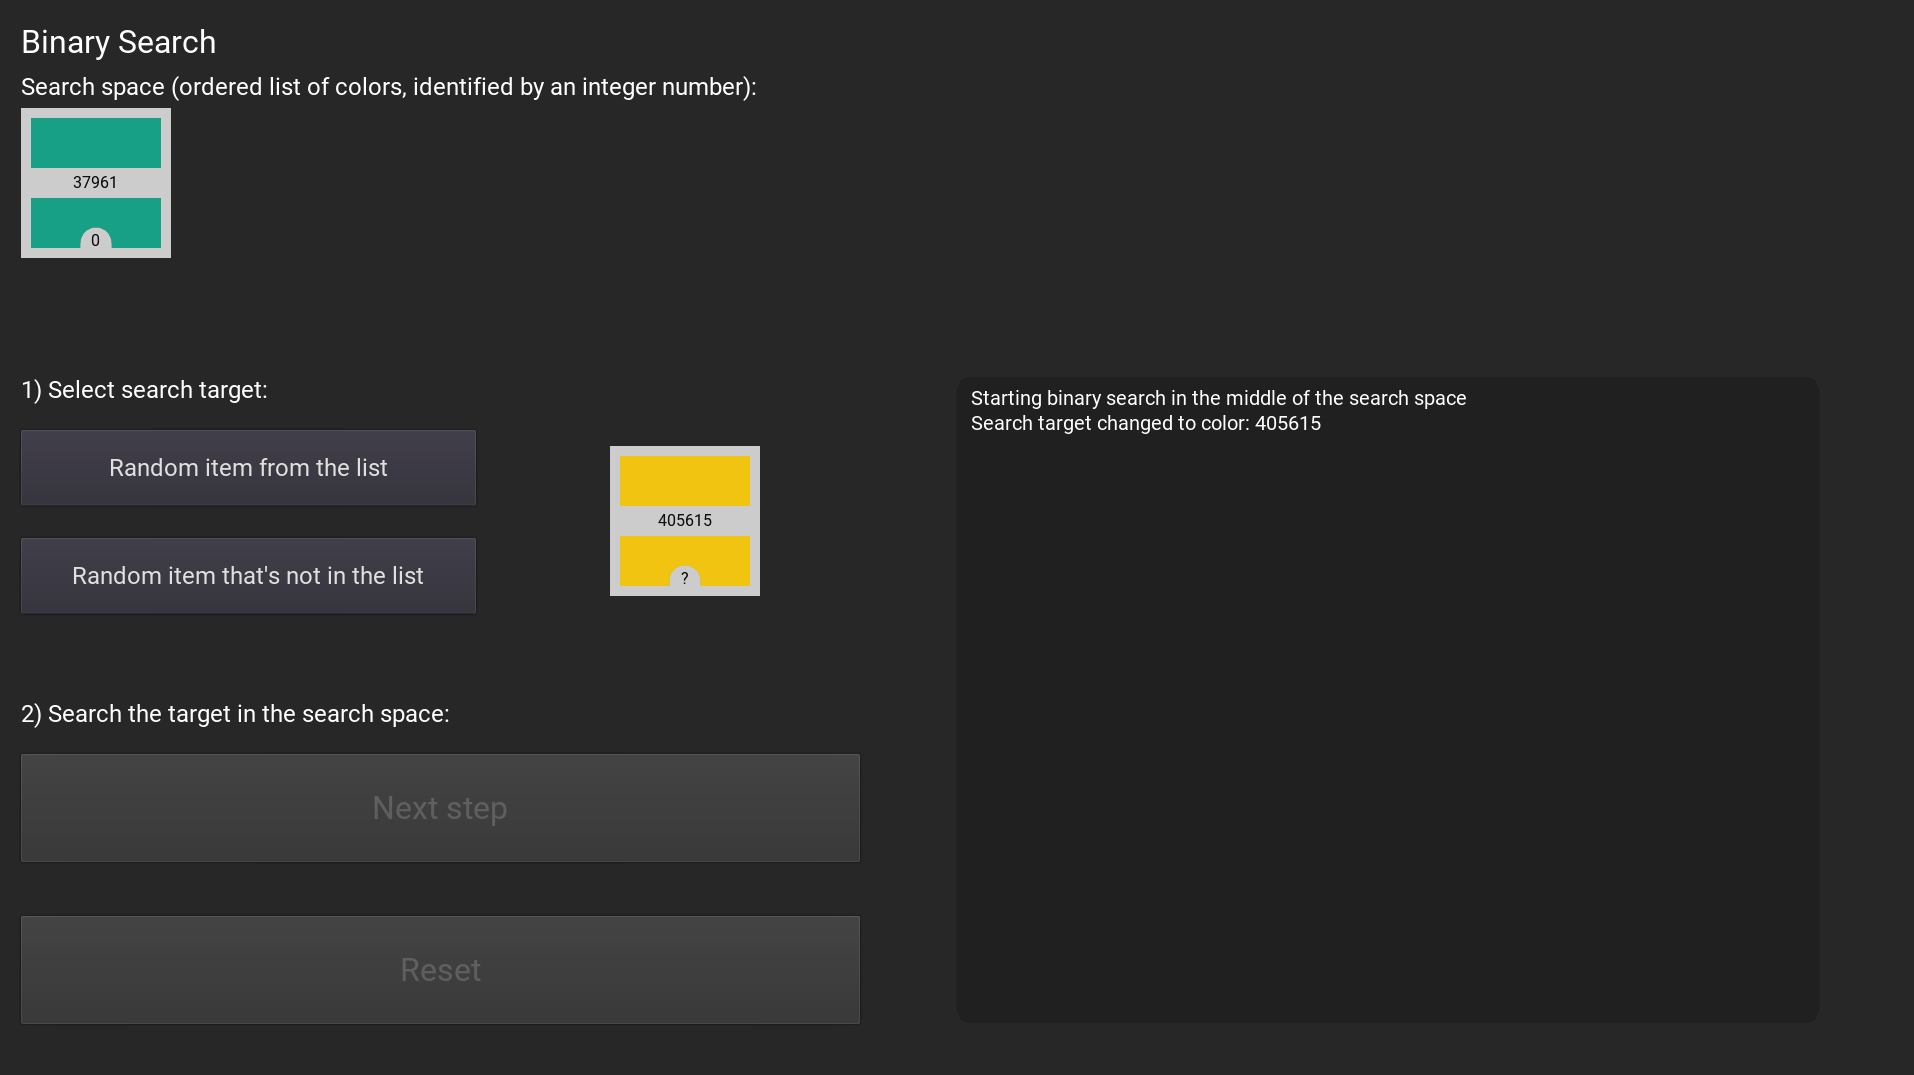 Binary Search
Search space (ordered list of colors, identified by an integer number):
37961
0
1) Select search target:
Random item from the list
Random item that's not in the list
405615
?
Starting binary search in the middle of the search space
Search target changed to color: 405615
2) Search the target in the search space:
Next step
Reset